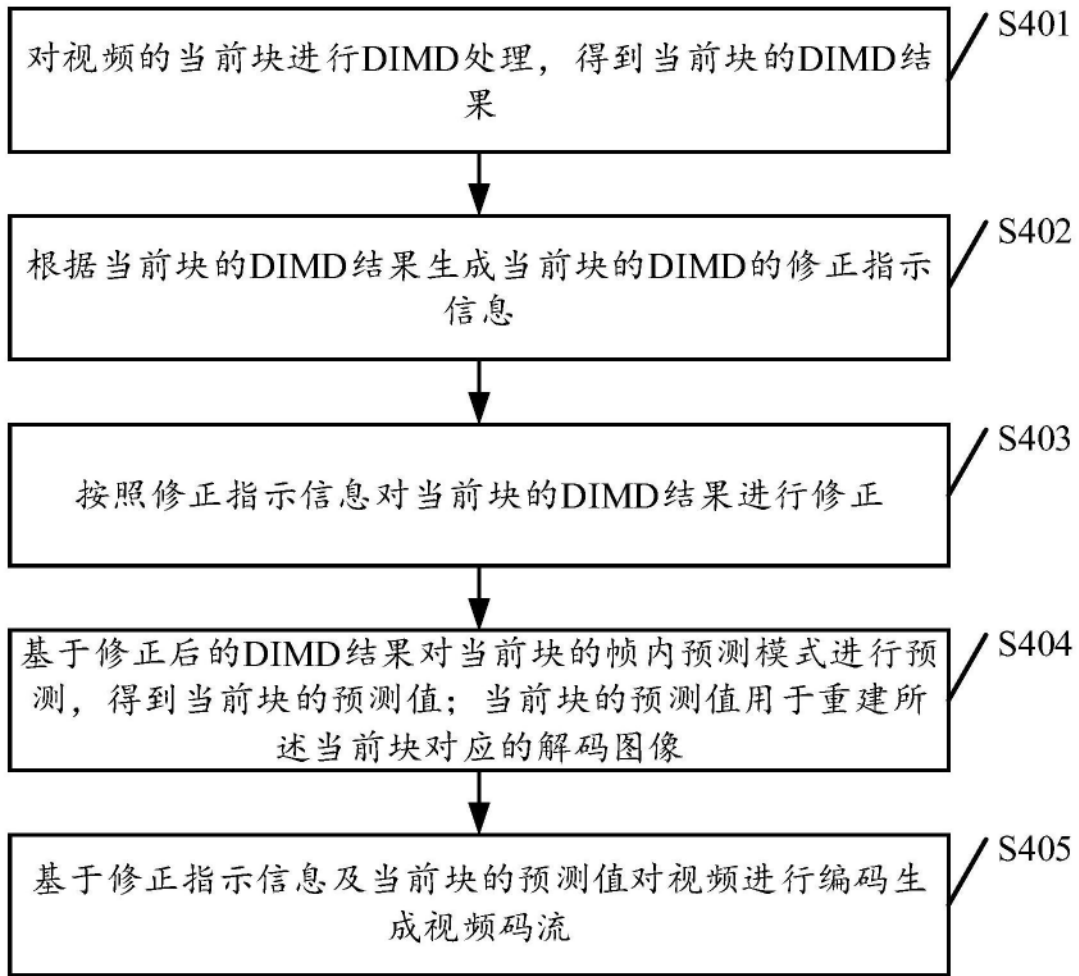 对视频的当前块进行DIMD处理，得到当前块的DIMD结
果
S401
根据当前块的DIMD结果生成当前块的DIMD的修正指示
信息
S402
按照修正指示信息对当前块的DIMD结果进行修正
S403
基于修正后的DIMD结果对当前块的帧内预测模式进行预
测，得到当前块的预测值；当前块的预测值用于重建所
述当前块对应的解码图像
S404
基于修正指示信息及当前块的预测值对视频进行编码生
成视频码流
S405